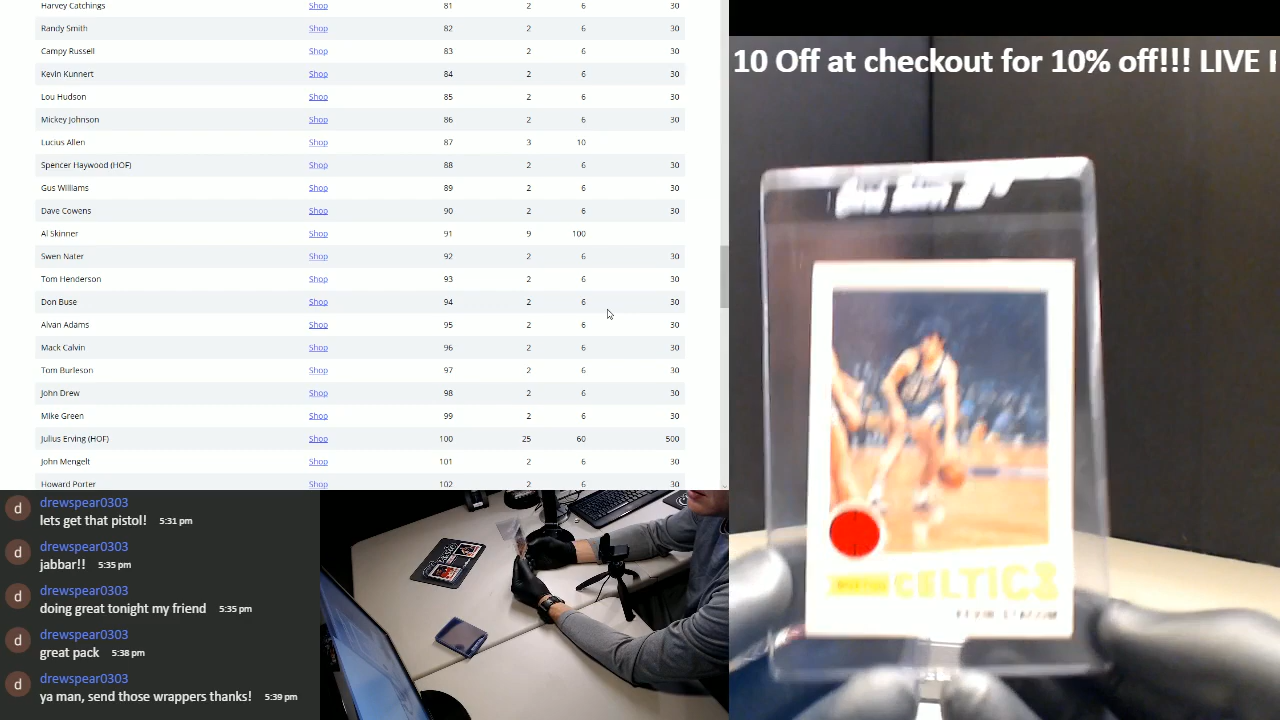 Harvey Catchings Shop 81 2 6 30
Randy Smith Shop 82 2 6 30
Campy Russell Shop 83 2 6 30
Kevin Kunnert Shop 84 2 6 30
Lou Hudson Shop 85 2 6 30
Mickey Johnson Shop 86 2 6 30
Lucius Allen Shop 87 3 10
Spencer Haywood (HOF) Shop 88 2 6 30
Gus Williams Shop 89 2 6 30
Dave Cowens Shop 90 2 6 30
Al Skinner Shop 91 9 100
Swen Nater Shop 92 2 6 30
Tom Henderson Shop 93 2 6 30
Don Buse Shop 94 2 6 30
Alvan Adams Shop 95 2 6 30
Mack Calvin Shop 96 2 6 30
Tom Burleson Shop 97 2 6 30
John Drew Shop 98 2 6 30
Mike Green Shop 99 2 6 30
Julius Erving (HOF) Shop 100 25 60 500
John Mengelt Shop 101 2 6 30
Howard Porter Shop 102 2 6 30
10 Off at checkout for 10% off!!! LIVE
CELTICS
d drewspear0303
lets get that pistol! 5:31 pm
d drewspear0303
jabbar!! 5:35 pm
d drewspear0303
doing great tonight my friend 5:35 pm
d drewspear0303
great pack 5:38 pm
d drewspear0303
ya man, send those wrappers thanks! 5:39 pm